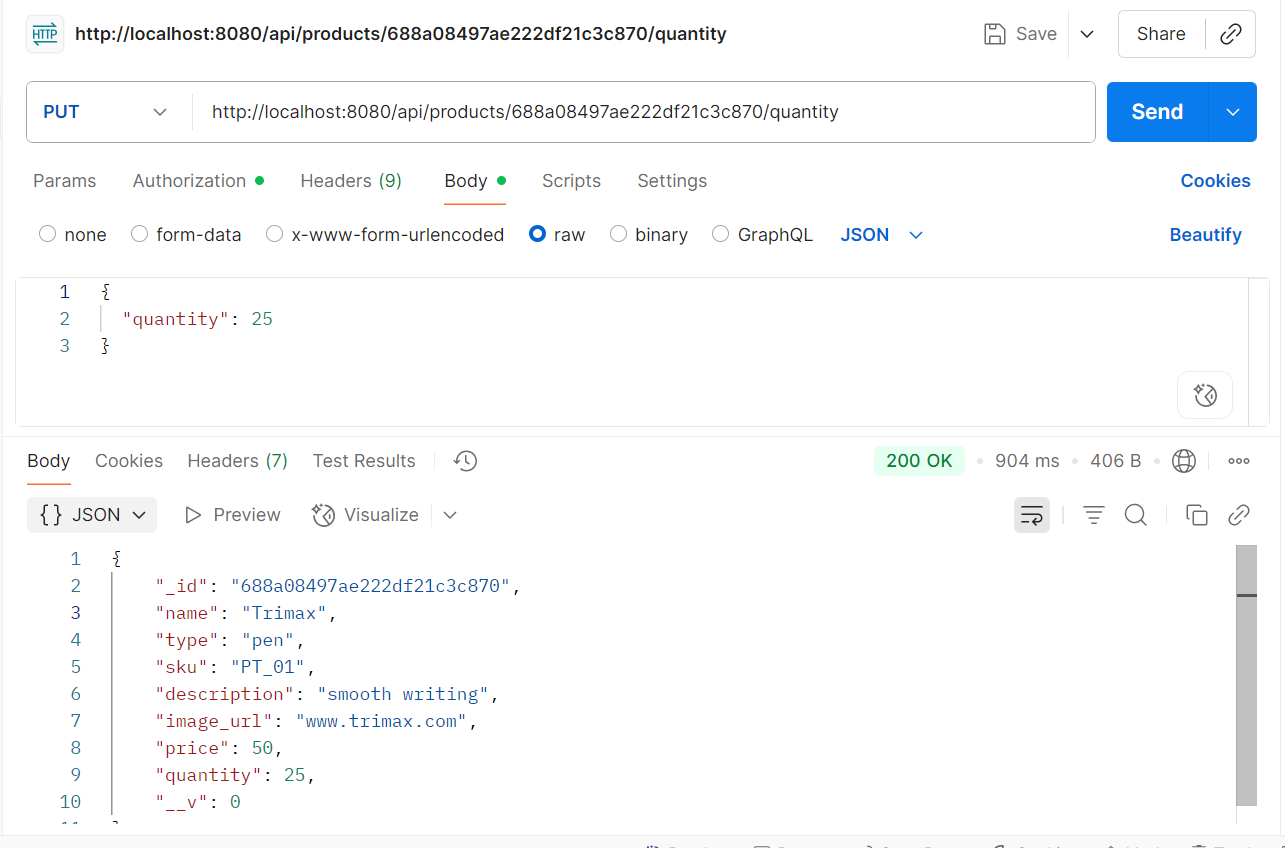 HTTP http://localhost:8080/api/products/688a08497ae222df21c3c870/quantity Save Share
PUT http://localhost:8080/api/products/688a08497ae222df21c3c870/quantity Send
Params Authorization Headers (9) Body Scripts Settings Cookies
none form-data x-www-form-urlencoded raw binary GraphQL JSON Beautify
1 {
2 "quantity": 25
3 }
Body Cookies Headers (7) Test Results 200 OK 904 ms 406 B
{} JSON Preview Visualize
1 {
2 "_id": "688a08497ae222df21c3c870",
3 "name": "Trimax",
4 "type": "pen",
5 "sku": "PT_01",
6 "description": "smooth writing",
7 "image_url": "www.trimax.com",
8 "price": 50,
9 "quantity": 25,
10 "__v": 0